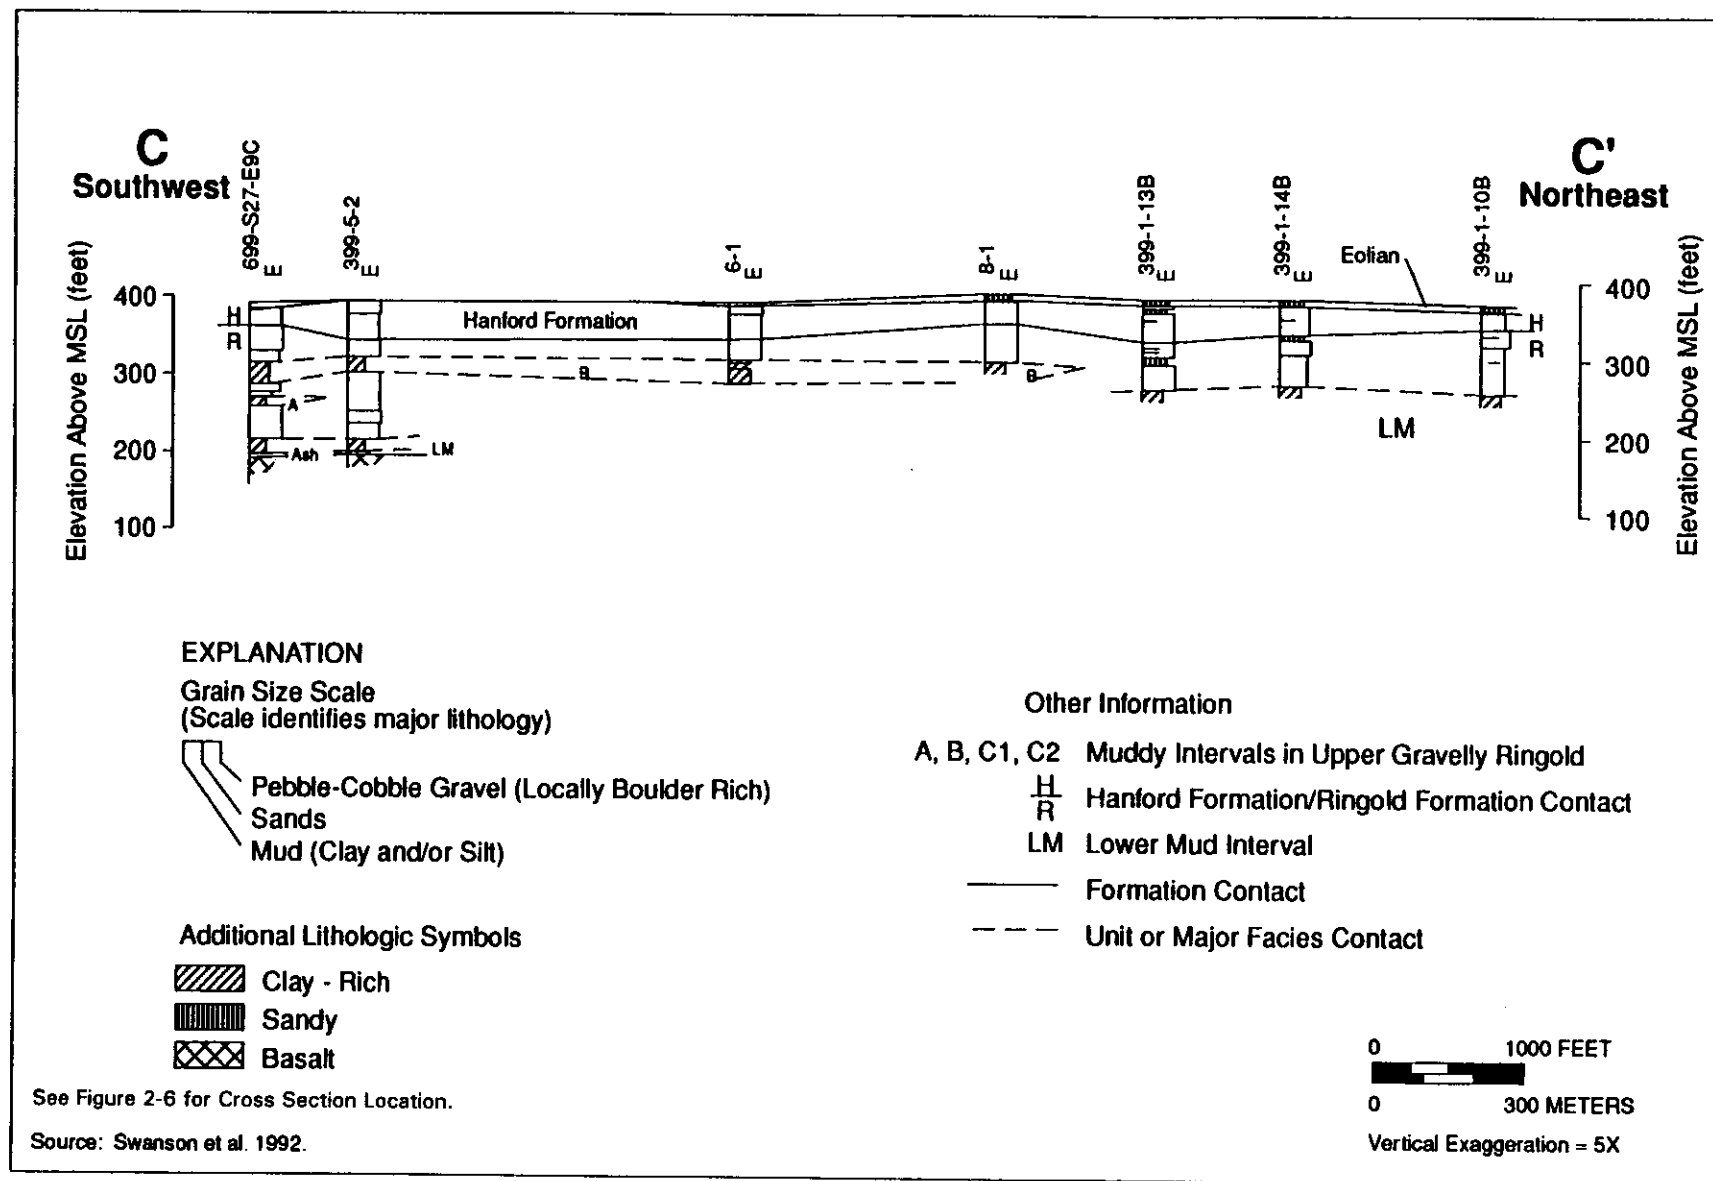 C
Southwest
C'
Northeast
699-S27-E9C
E
399-5-2
E
6-1
E
8-1
E
399-1-13B
E
399-1-14B
E
399-1-10B
E
Eolian
Elevation Above MSL (feet)
400
300
200
100
H
R
Hanford Formation
B
B
A
Ash
LM
LM
H
R
400
300
200
100
Elevation Above MSL (feet)
EXPLANATION
Grain Size Scale
(Scale identifies major lithology)
Pebble-Cobble Gravel (Locally Boulder Rich)
Sands
Mud (Clay and/or Silt)
Additional Lithologic Symbols
Clay - Rich
Sandy
Basalt
Other Information
A, B, C1, C2 Muddy Intervals in Upper Gravelly Ringold
H
R
Hanford Formation/Ringold Formation Contact
LM Lower Mud Interval
Formation Contact
Unit or Major Facies Contact
0 1000 FEET
0 300 METERS
Vertical Exaggeration = 5X
See Figure 2-6 for Cross Section Location.
Source: Swanson et al. 1992.